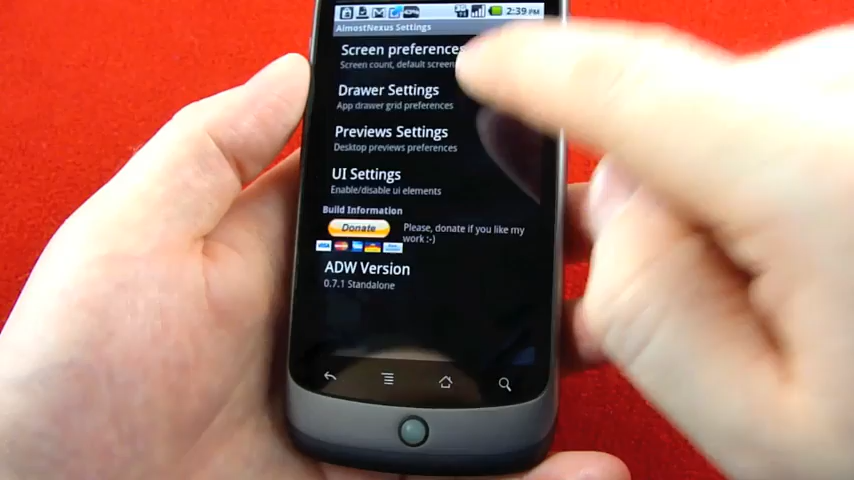 2:39 PM
AlmostNexus Settings
Screen preferences
Screen count, default screen
Drawer Settings
App drawer grid preferences
Previews Settings
Desktop previews preferences
UI Settings
Enable/disable ui elements
Build Information
Donate
Please, donate if you like my
work :-)
VISA
ADW Version
0.7.1 Standalone